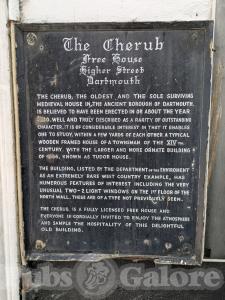 The Cherub
Free House
Higher Street
Dartmouth
THE CHERUB, THE OLDEST AND THE SOLE SURVIVING
MEDIEVAL HOUSE IN THE ANCIENT BOROUGH OF DARTMOUTH,
IS BELIEVED TO HAVE BEEN ERECTED IN OR ABOUT THE YEAR
WELL AND TRULY DESCRIBED AS A RARITY OF OUTSTANDING
CHARACTER, IT IS OF CONSIDERABLE INTEREST IN THAT IT ENABLES
ONE TO STUDY, WITHIN A FEW YARDS OF EACH OTHER A TYPICAL
WOODEN FRAMED HOUSE OF A TOWNSMAN OF THE XIV TH
CENTURY, WITH THE LARGER AND MORE ORNATE BUILDING
OF KNOWN AS TUDOR HOUSE.
THE BUILDING, LISTED BY THE DEPARTMENT OF THE ENVIROMENT
AS AN EXTREMELY RARE WEST COUNTRY EXAMPLE, HAS
NUMEROUS FEATURES OF INTEREST INCLUDING THE VERY
UNUSUAL TWO-LIGHT WINDOWS ON THE 1ST FLOOR OF THE
NORTH WALL. THESE ARE OF A TYPE NOT PREVIOUSLY SEEN.
THE CHERUB IS A FULLY LICENSED FREE HOUSE AND
EVERYONE IS CORDIALLY INVITED TO ENJOY THE ATMOSPHERE
AND SAMPLE THE HOSPITALITY OF THIS DELIGHTFUL
OLD BUILDING.